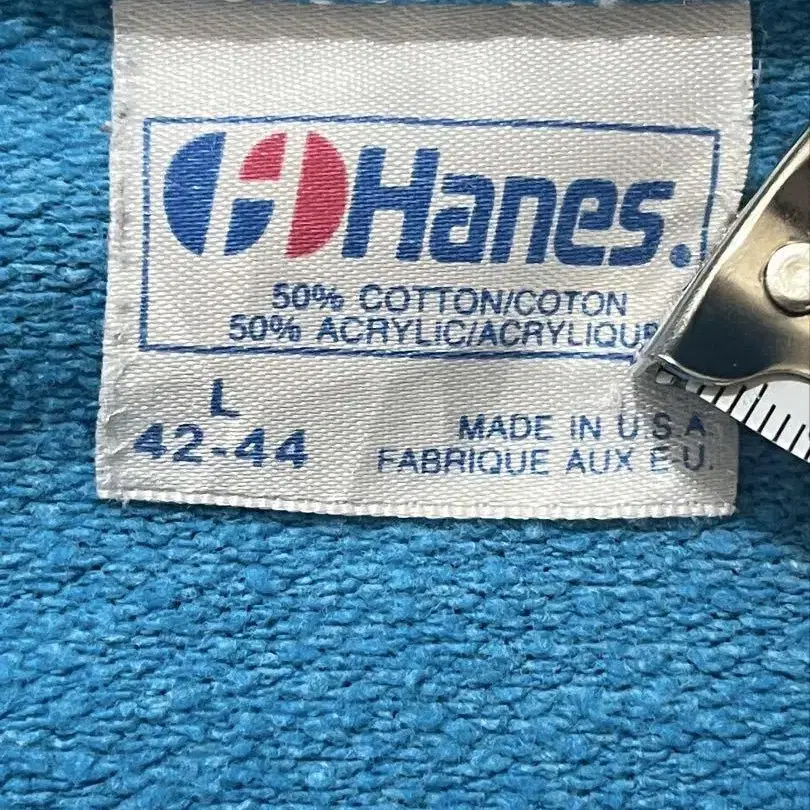 Hanes.
50% COTTON/COTON
50% ACRYLIC/ACRYLIQUE
L
42-44
MADE IN U.S.A.
FABRIQUE AUX E-U.